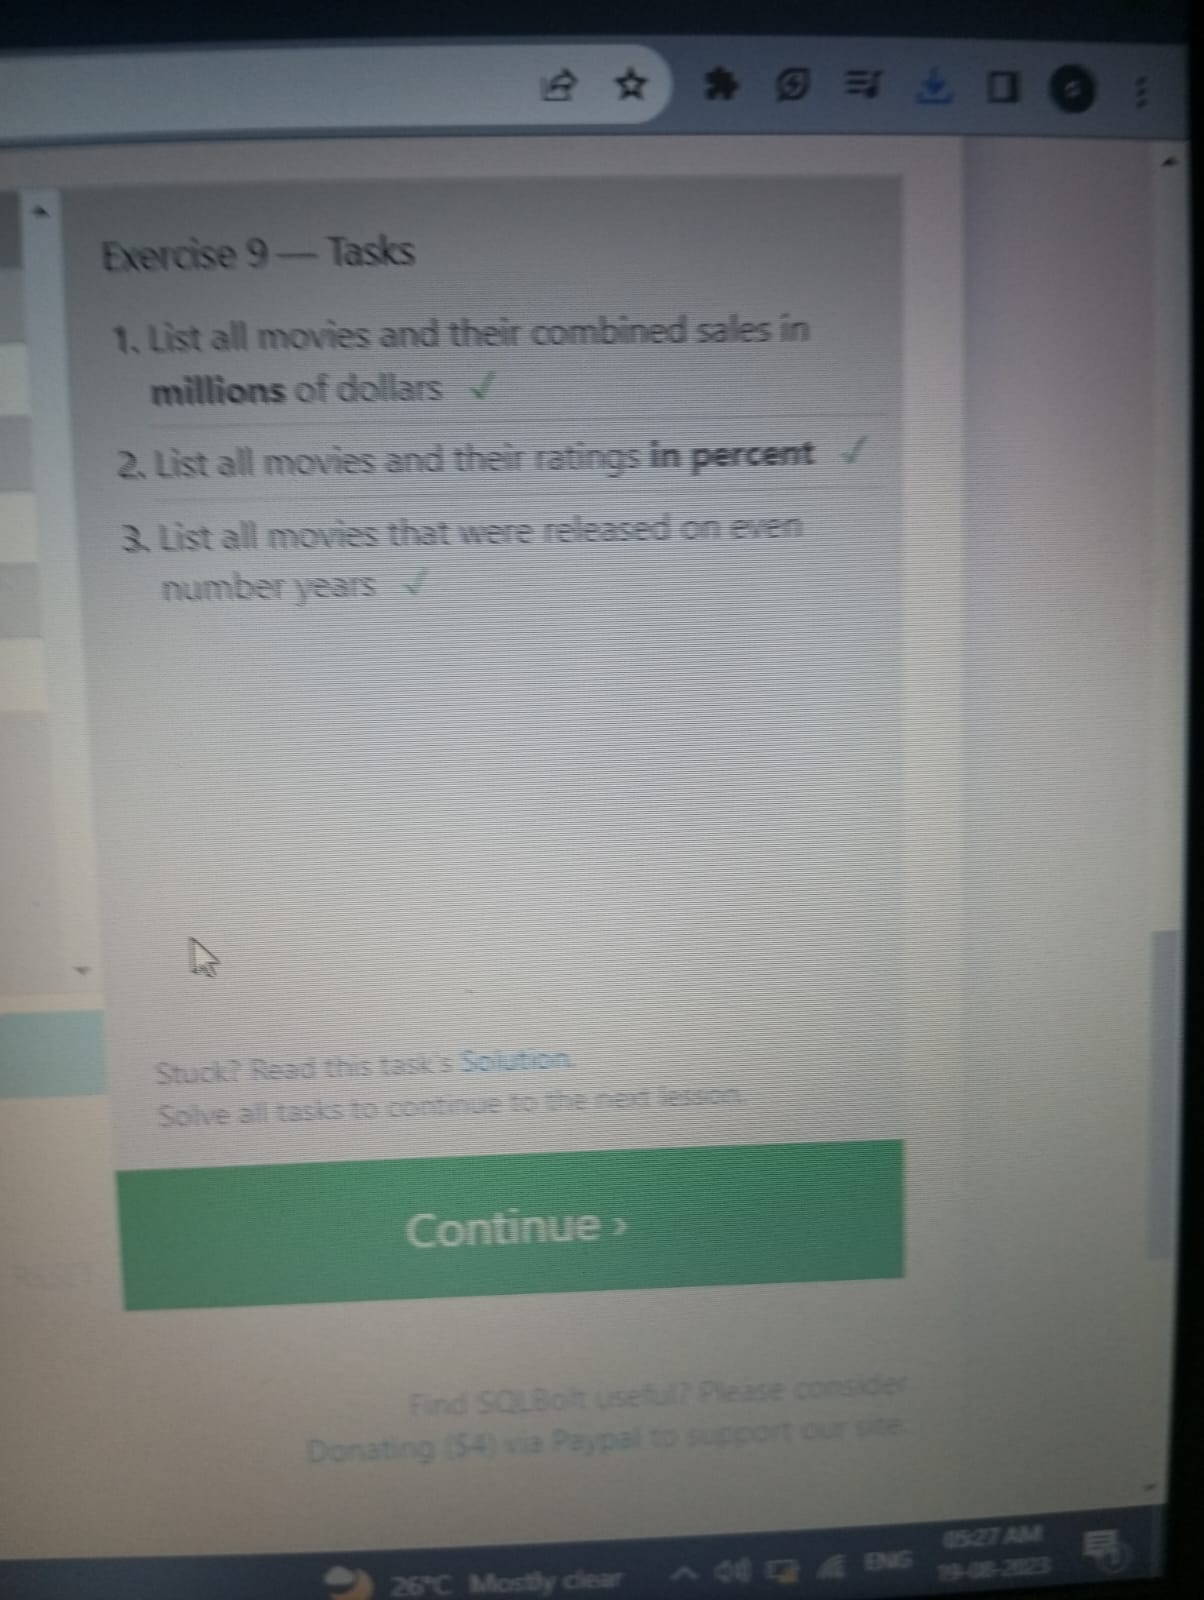 Exercise 9 — Tasks
1. List all movies and their combined sales in
millions of dollars ✓
2. List all movies and their ratings in percent ✓
3. List all movies that were released on even
number years ✓
Stuck? Read this task's Solution.
Solve all tasks to continue to the next lesson.
Continue ›
Find SQLBolt useful? Please consider
Donating ($4) via Paypal to support our site.
26°C Mostly clear
ENG
05:27 AM
19-08-2023